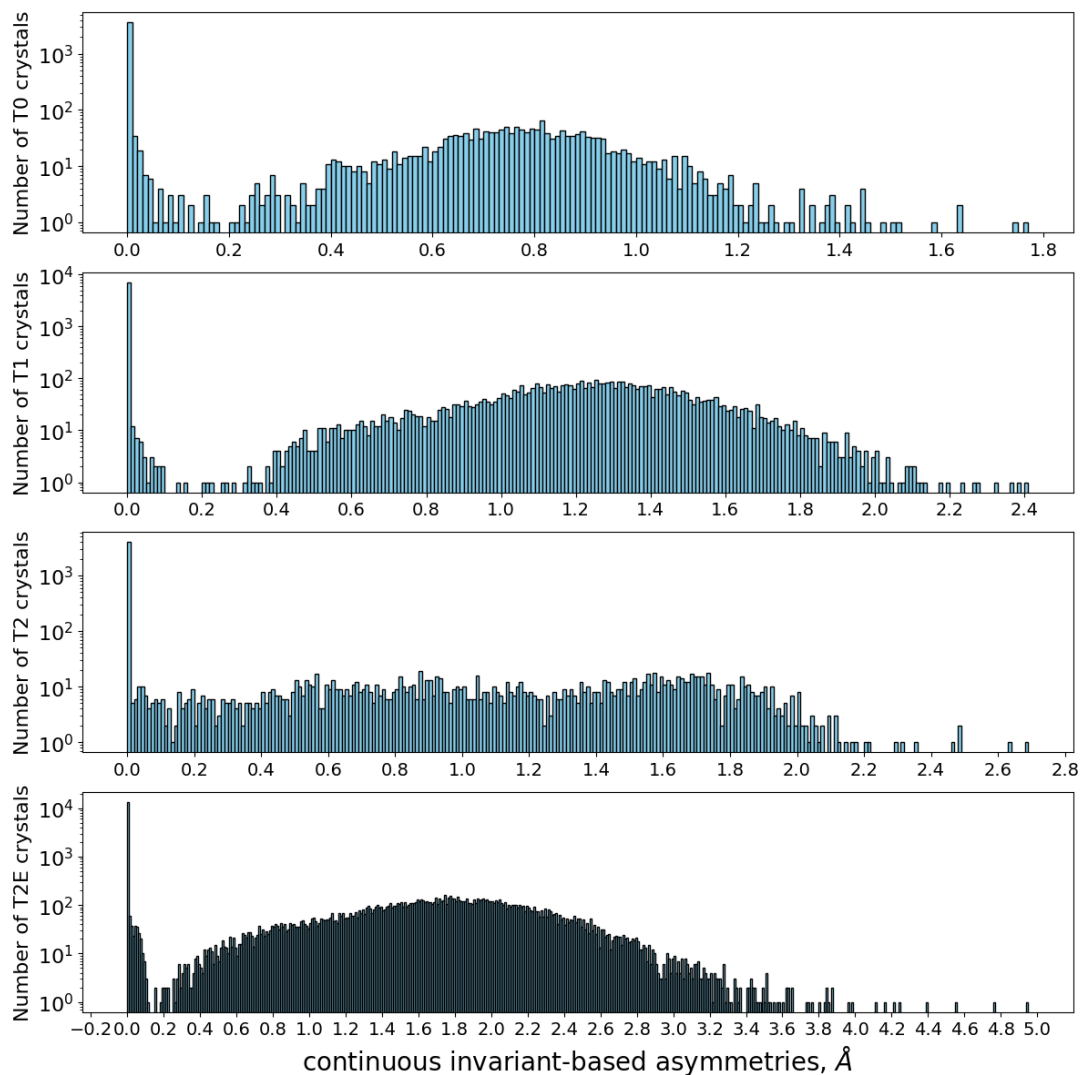 Number of T0 crystals
10³
10²
10¹
10⁰
0.0 0.2 0.4 0.6 0.8 1.0 1.2 1.4 1.6 1.8
Number of T1 crystals
10⁴
10³
10²
10¹
10⁰
0.0 0.2 0.4 0.6 0.8 1.0 1.2 1.4 1.6 1.8 2.0 2.2 2.4
Number of T2 crystals
10³
10²
10¹
10⁰
0.0 0.2 0.4 0.6 0.8 1.0 1.2 1.4 1.6 1.8 2.0 2.2 2.4 2.6 2.8
Number of T2E crystals
10⁴
10³
10²
10¹
10⁰
−0.20 0.0 0.2 0.4 0.6 0.8 1.0 1.2 1.4 1.6 1.8 2.0 2.2 2.4 2.6 2.8 3.0 3.2 3.4 3.6 3.8 4.0 4.2 4.4 4.6 4.8 5.0
continuous invariant-based asymmetries, Å